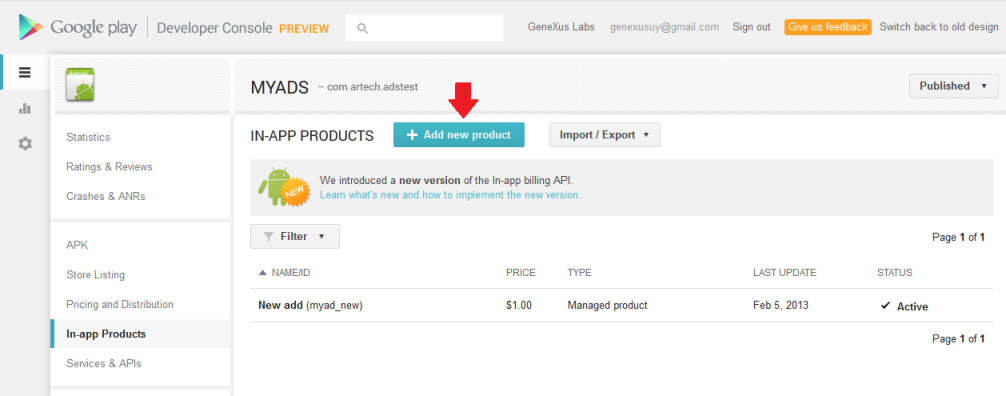 Google play Developer Console PREVIEW GeneXus Labs genexusuy@gmail.com Sign out Give us feedback Switch back to old design
MYADS – com.artech.adstest Published
Statistics
Ratings & Reviews
Crashes & ANRs
APK
Store Listing
Pricing and Distribution
In-app Products
Services & APIs
IN-APP PRODUCTS + Add new product Import / Export
NEW
We introduced a new version of the In-app billing API.
Learn what's new and how to implement the new version.
Filter Page 1 of 1
NAME/ID PRICE TYPE LAST UPDATE STATUS
New add (myad_new) $1.00 Managed product Feb 5, 2013 Active
Page 1 of 1